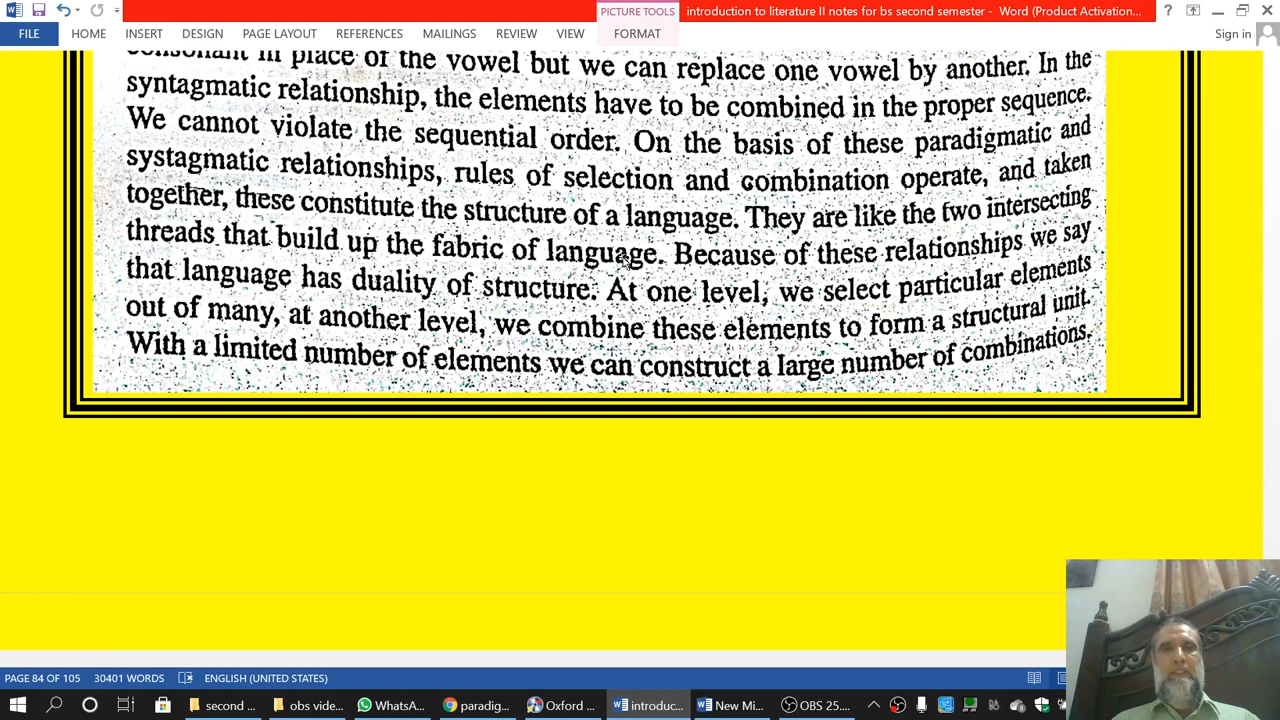 PICTURE TOOLS
introduction to literature II notes for bs second semester - Word (Product Activation...
FILE HOME INSERT DESIGN PAGE LAYOUT REFERENCES MAILINGS REVIEW VIEW FORMAT Sign in
consonant in place of the vowel but we can replace one vowel by another. In the
syntagmatic relationship, the elements have to be combined in the proper sequence.
We cannot violate the sequential order. On the basis of these paradigmatic and
systagmatic relationships, rules of selection and combination operate, and taken
together, these constitute the structure of a language. They are like the two intersecting
threads that build up the fabric of language. Because of these relationships we say
that language has duality of structure. At one level, we select particular elements
out of many, at another level, we combine these elements to form a structural unit.
With a limited number of elements we can construct a large number of combinations.
PAGE 84 OF 105 30401 WORDS ENGLISH (UNITED STATES)
second ... obs vide... WhatsA... paradig... Oxford ... introduc... New Mi... OBS 25....